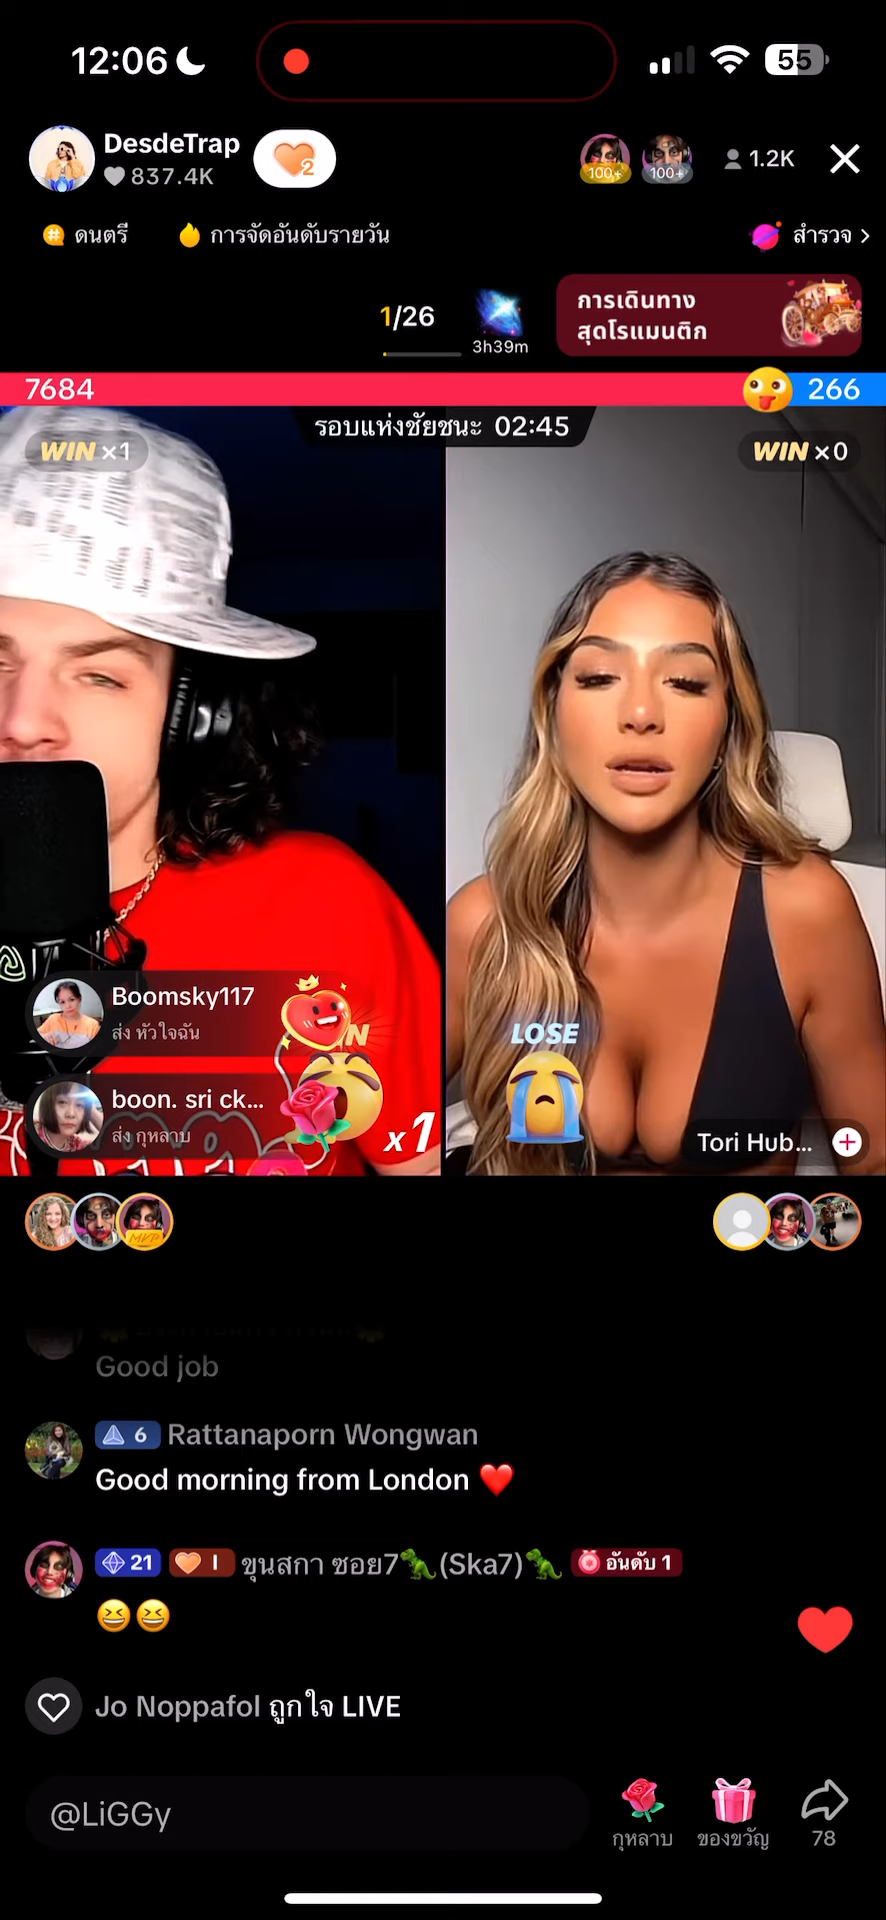 12:06
55
DesdeTrap
837.4K
2
100+
100+
1.2K
ดนตรี
การจัดอันดับรายวัน
สำรวจ
1/26
3h39m
การเดินทาง
สุดโรแมนติก
7684
266
รอบแห่งชัยชนะ 02:45
WIN x1
WIN x0
Boomsky117
ส่ง หัวใจฉัน
boon. sri ck...
ส่ง กุหลาบ
x1
LOSE
Tori Hub...
Good job
6 Rattanaporn Wongwan
Good morning from London ❤️
21 I ขุนสกา ซอย7🦖(Ska7)🦖 อันดับ 1
😆😆
Jo Noppafol ถูกใจ LIVE
@LiGGy
กุหลาบ
ของขวัญ
78